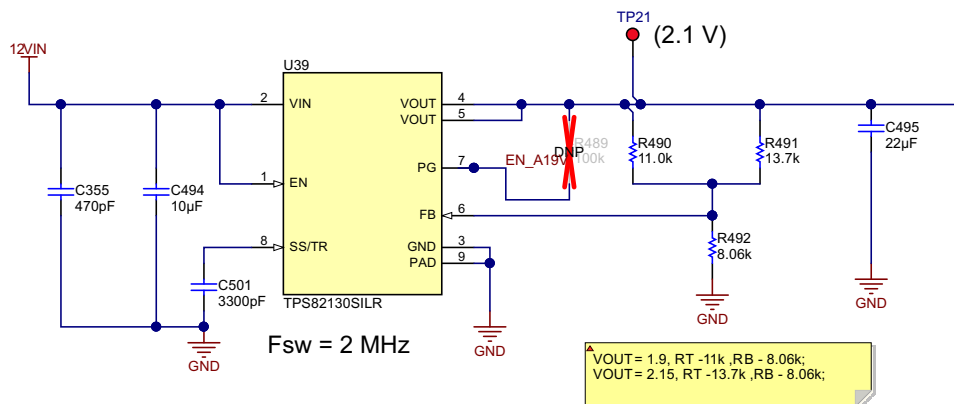 TP21
(2.1 V)
12VIN
U39
2 VIN
VOUT 4
VOUT 5
R489
100k
DNP
EN_A19V
PG 7
1 EN
FB 6
8 SS/TR
GND 3
PAD 9
TPS82130SILR
C355
470pF
C494
10µF
C501
3300pF
GND
Fsw = 2 MHz
GND
R490
11.0k
R491
13.7k
R492
8.06k
GND
C495
22µF
GND
VOUT = 1.9, RT -11k ,RB - 8.06k;
VOUT = 2.15, RT -13.7k ,RB - 8.06k;